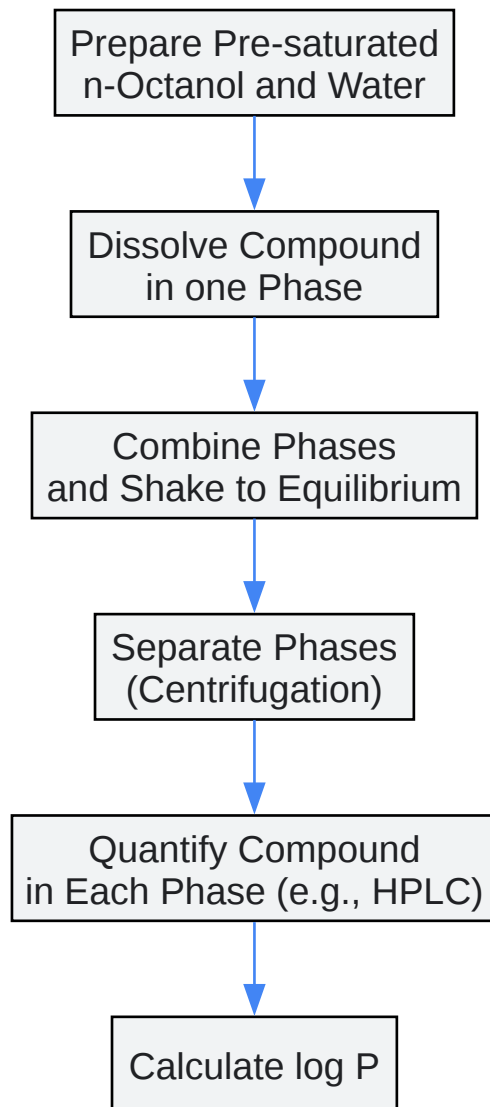 Prepare Pre-saturated
n-Octanol and Water
Dissolve Compound
in one Phase
Combine Phases
and Shake to Equilibrium
Separate Phases
(Centrifugation)
Quantify Compound
in Each Phase (e.g., HPLC)
Calculate log P